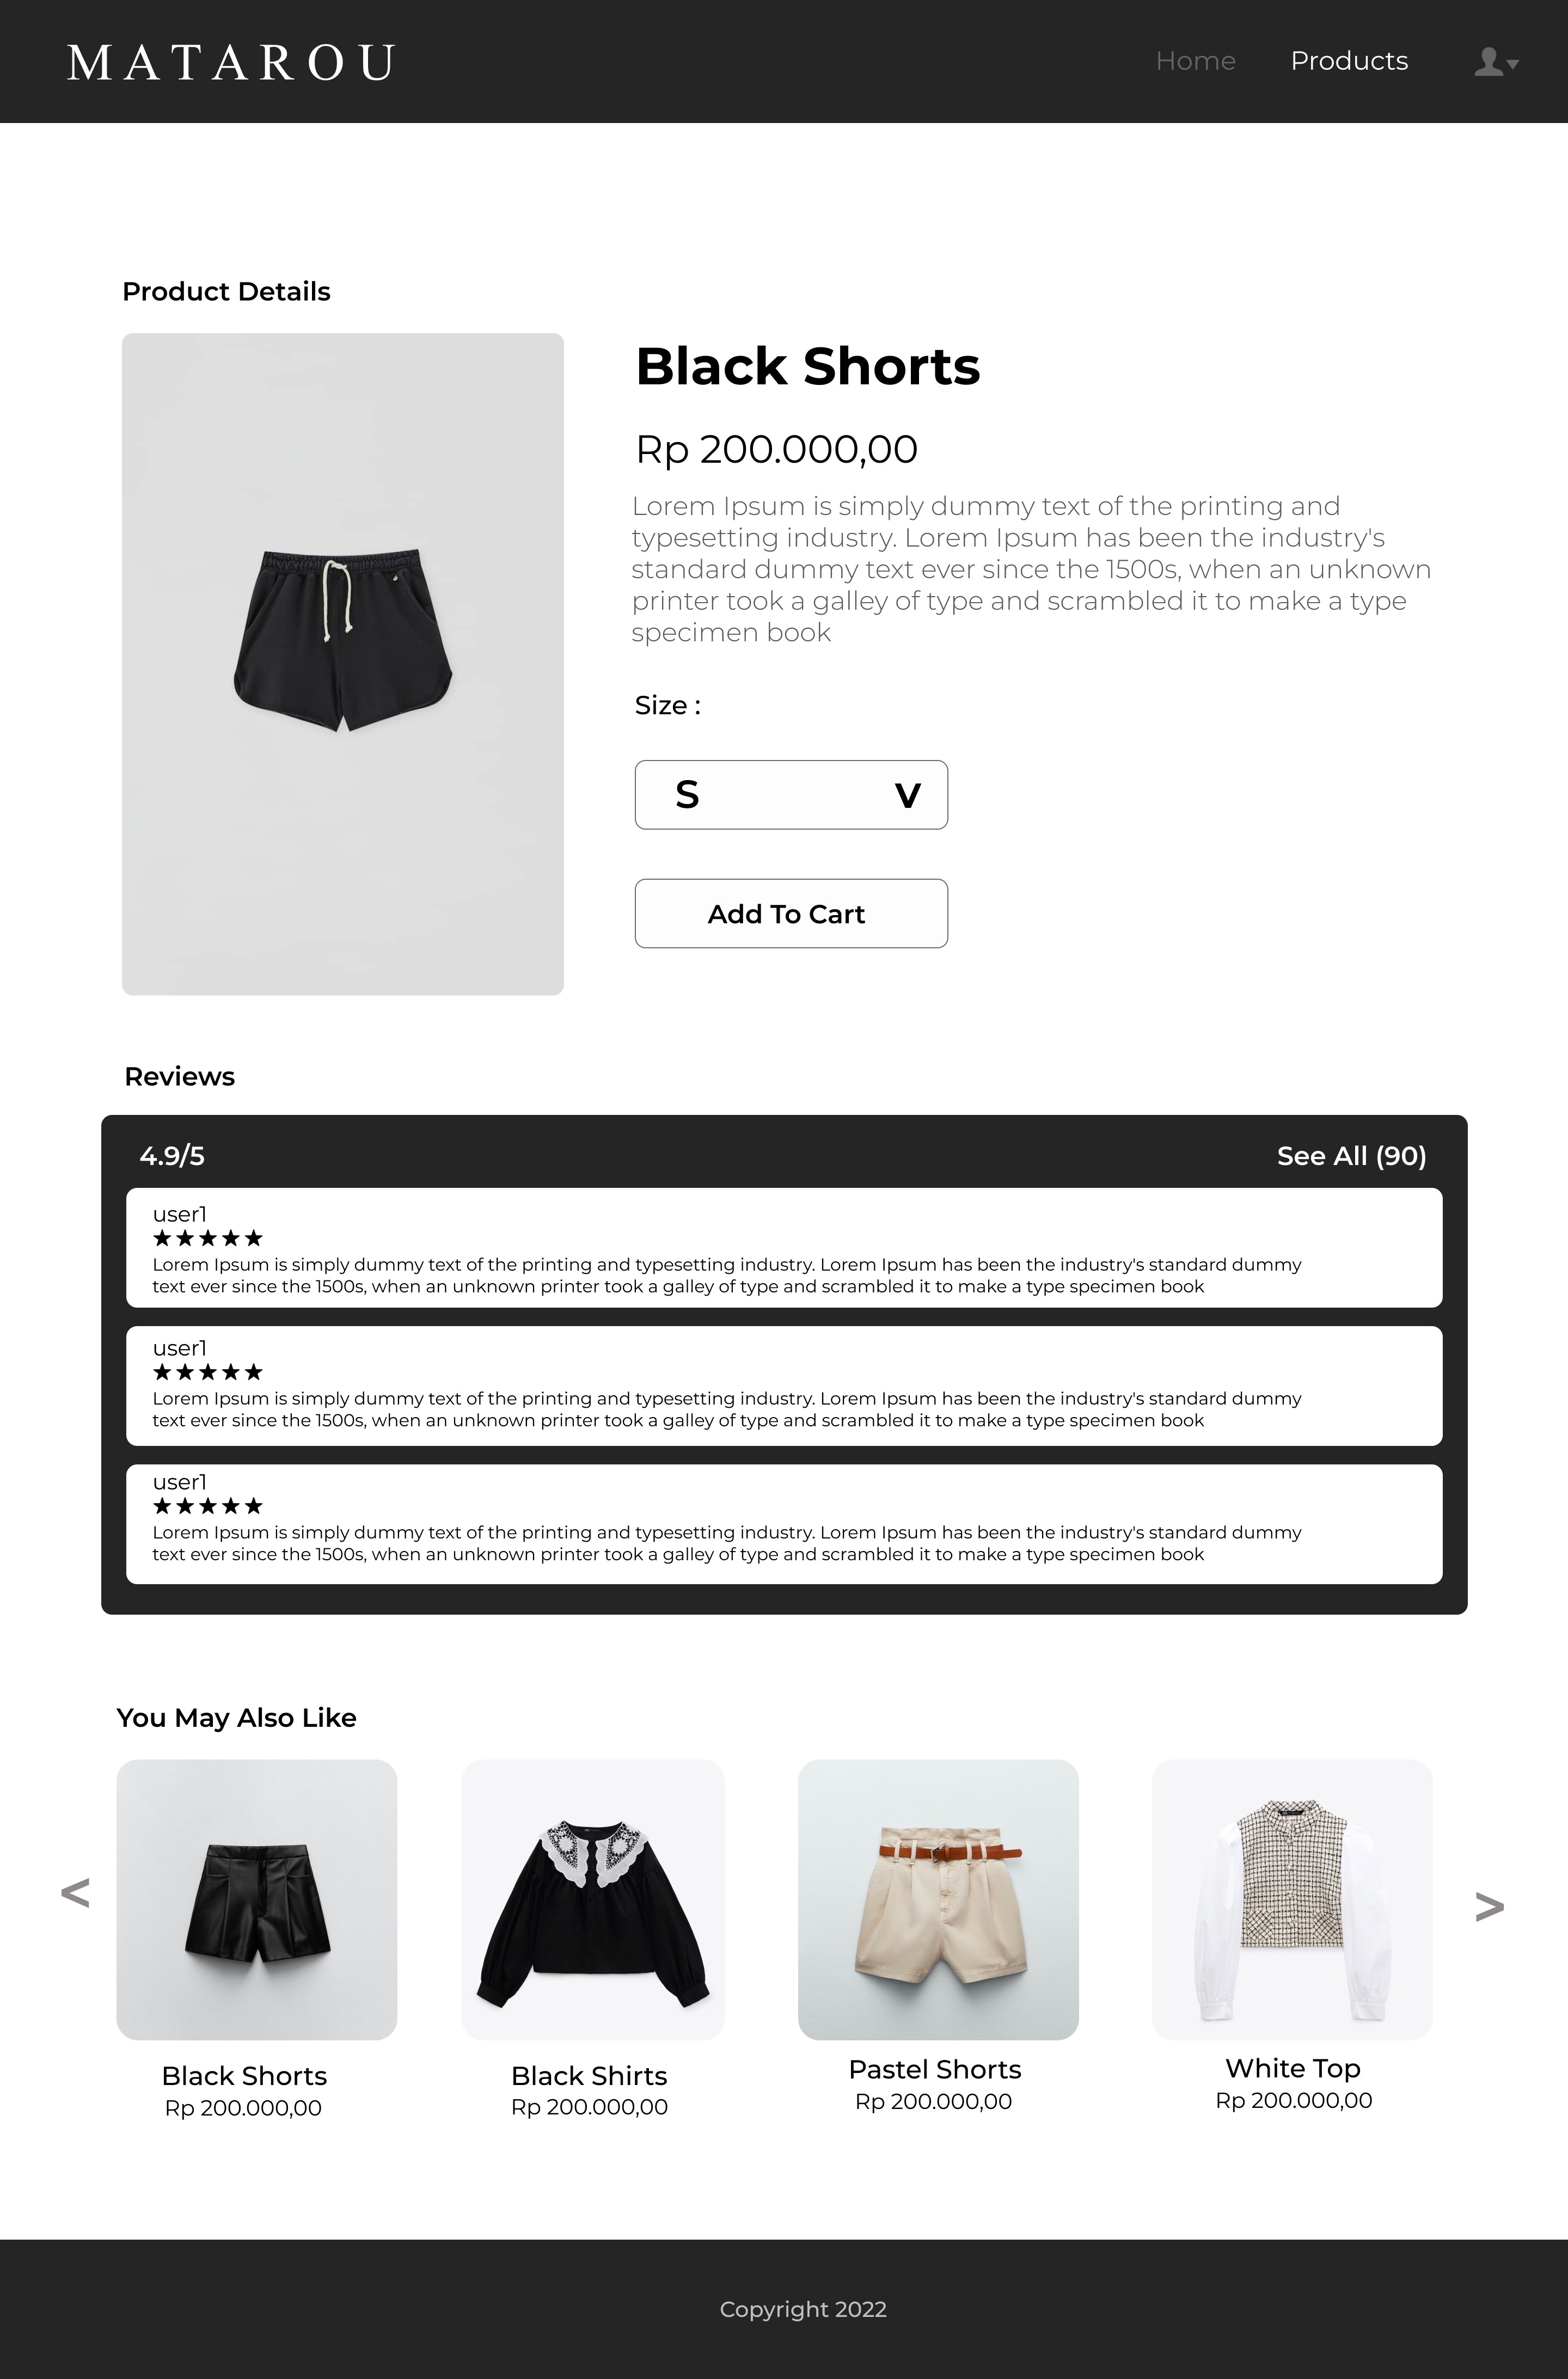 MATAROU
Home
Products
Product Details
Black Shorts
Rp 200.000,00
Lorem Ipsum is simply dummy text of the printing and
typesetting industry. Lorem Ipsum has been the industry's
standard dummy text ever since the 1500s, when an unknown
printer took a galley of type and scrambled it to make a type
specimen book
Size :
S V
Add To Cart
Reviews
4.9/5
See All (90)
user1
★★★★★
Lorem Ipsum is simply dummy text of the printing and typesetting industry. Lorem Ipsum has been the industry's standard dummy
text ever since the 1500s, when an unknown printer took a galley of type and scrambled it to make a type specimen book
user1
★★★★★
Lorem Ipsum is simply dummy text of the printing and typesetting industry. Lorem Ipsum has been the industry's standard dummy
text ever since the 1500s, when an unknown printer took a galley of type and scrambled it to make a type specimen book
user1
★★★★★
Lorem Ipsum is simply dummy text of the printing and typesetting industry. Lorem Ipsum has been the industry's standard dummy
text ever since the 1500s, when an unknown printer took a galley of type and scrambled it to make a type specimen book
You May Also Like
<
>
Black Shorts
Rp 200.000,00
Black Shirts
Rp 200.000,00
Pastel Shorts
Rp 200.000,00
White Top
Rp 200.000,00
Copyright 2022